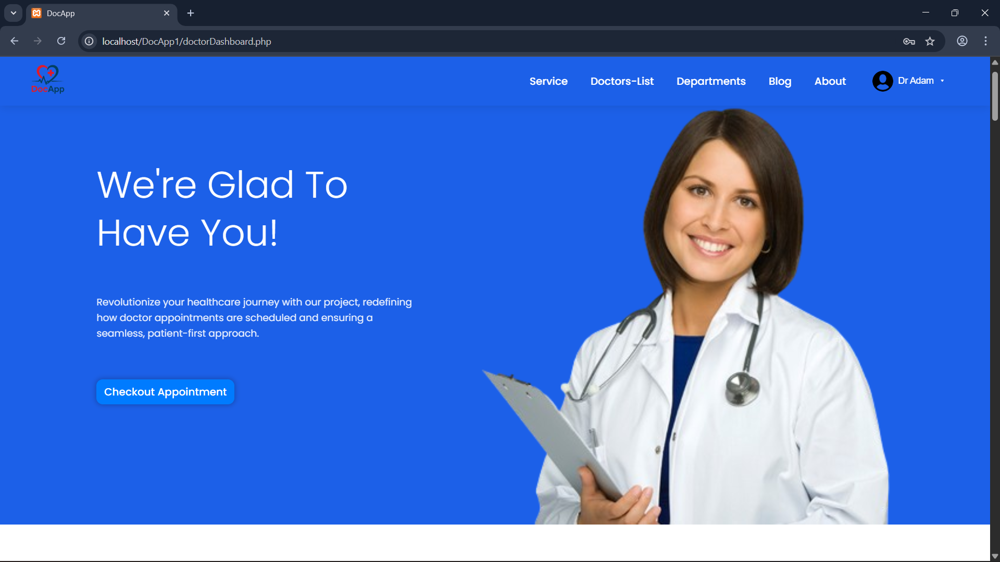 DocApp
localhost/DocApp1/doctorDashboard.php
DocApp
Service
Doctors-List
Departments
Blog
About
Dr Adam
We're Glad To
Have You!
Revolutionize your healthcare journey with our project, redefining
how doctor appointments are scheduled and ensuring a
seamless, patient-first approach.
Checkout Appointment